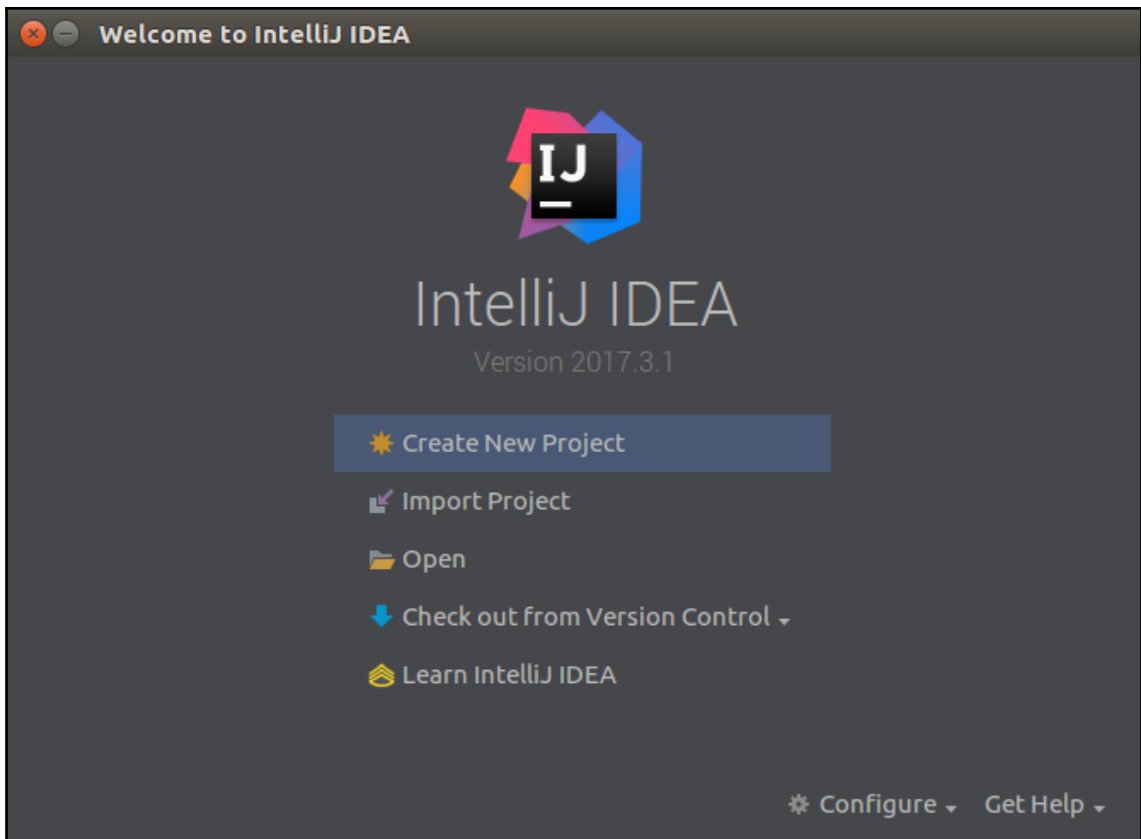 Welcome to IntelliJ IDEA
IJ
IntelliJ IDEA
Version 2017.3.1
Create New Project
Import Project
Open
Check out from Version Control
Learn IntelliJ IDEA
Configure Get Help